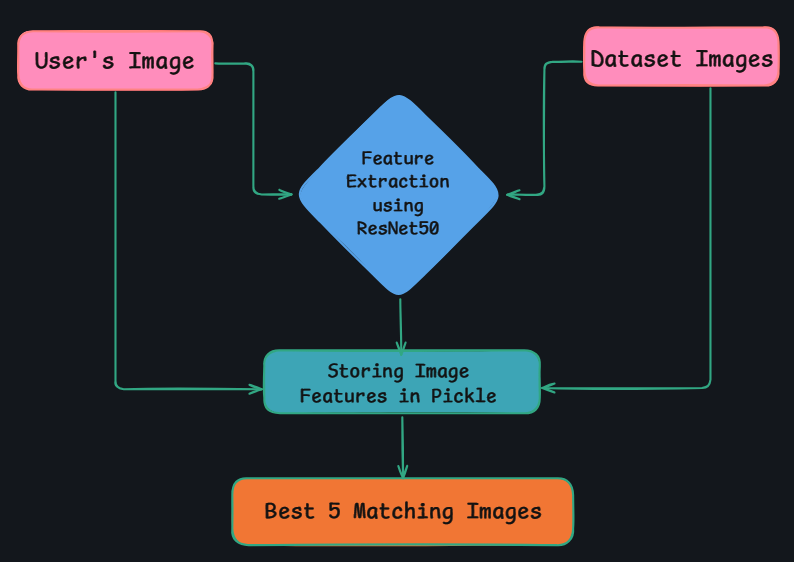 User's Image
Dataset Images
Feature
Extraction
using
ResNet50
Storing Image
Features in Pickle
Best 5 Matching Images